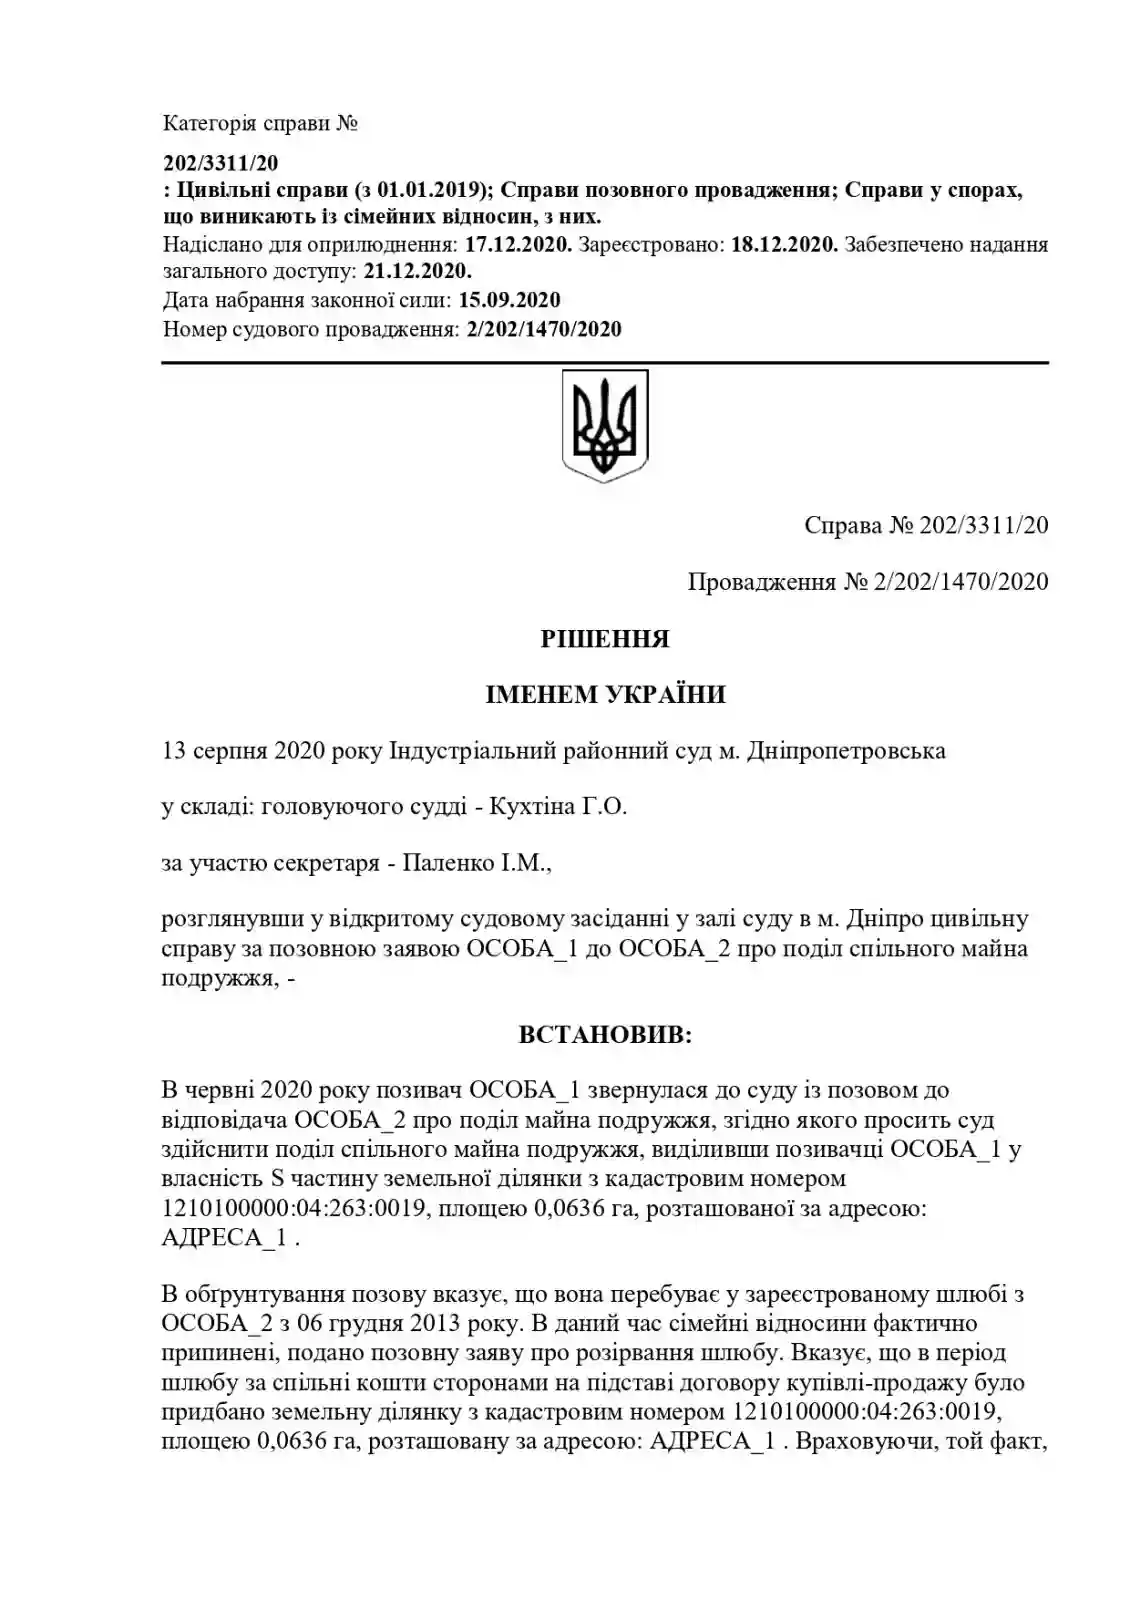 Категорія справи №
202/3311/20
: Цивільні справи (з 01.01.2019); Справи позовного провадження; Справи у спорах,
що виникають із сімейних відносин, з них.
Надіслано для оприлюднення: 17.12.2020. Зареєстровано: 18.12.2020. Забезпечено надання
загального доступу: 21.12.2020.
Дата набрання законної сили: 15.09.2020
Номер судового провадження: 2/202/1470/2020
Справа № 202/3311/20
Провадження № 2/202/1470/2020
РІШЕННЯ
ІМЕНЕМ УКРАЇНИ
13 серпня 2020 року Індустріальний районний суд м. Дніпропетровська
у складі: головуючого судді - Кухтіна Г.О.
за участю секретаря - Паленко І.М.,
розглянувши у відкритому судовому засіданні у залі суду в м. Дніпро цивільну
справу за позовною заявою ОСОБА_1 до ОСОБА_2 про поділ спільного майна
подружжя, -
ВСТАНОВИВ:
В червні 2020 року позивач ОСОБА_1 звернулася до суду із позовом до
відповідача ОСОБА_2 про поділ майна подружжя, згідно якого просить суд
здійснити поділ спільного майна подружжя, виділивши позивачці ОСОБА_1 у
власність S частину земельної ділянки з кадастровим номером
1210100000:04:263:0019, площею 0,0636 га, розташованої за адресою:
АДРЕСА_1 .
В обґрунтування позову вказує, що вона перебуває у зареєстрованому шлюбі з
ОСОБА_2 з 06 грудня 2013 року. В даний час сімейні відносини фактично
припинені, подано позовну заяву про розірвання шлюбу. Вказує, що в період
шлюбу за спільні кошти сторонами на підставі договору купівлі-продажу було
придбано земельну ділянку з кадастровим номером 1210100000:04:263:0019,
площею 0,0636 га, розташовану за адресою: АДРЕСА_1 . Враховуючи, той факт,